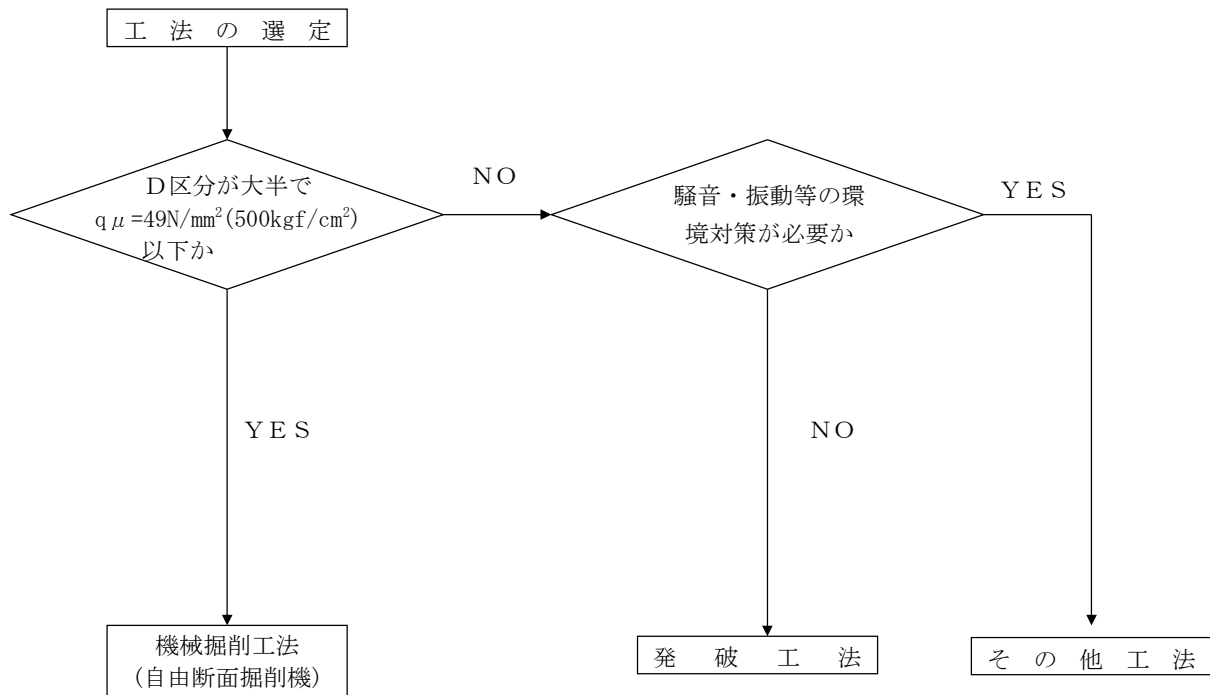 工法の選定
D区分が大半で
qμ=49N/mm²(500kgf/cm²)
以下か
NO
騒音・振動等の環
境対策が必要か
YES
YES
NO
機械掘削工法
(自由断面掘削機)
発破工法
その他工法